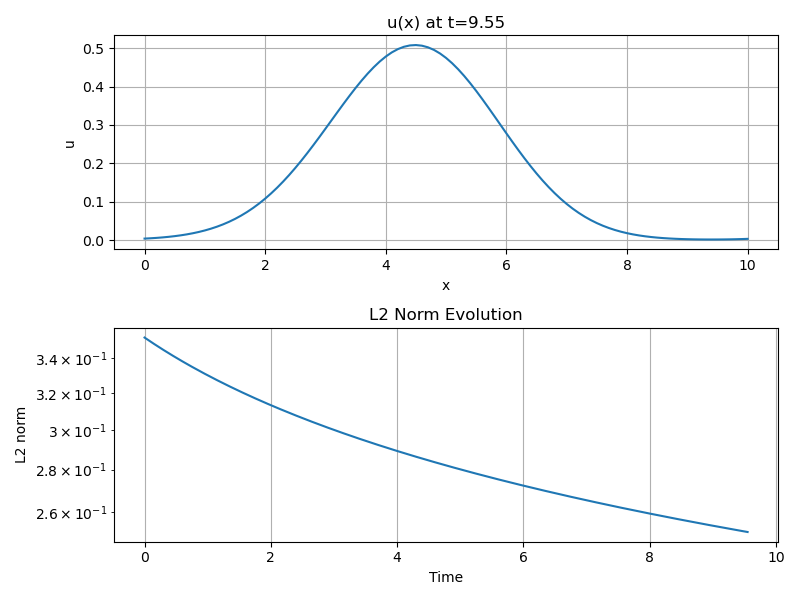 u(x) at t=9.55
0.5
0.4
0.3
0.2
0.1
0.0
u
0 2 4 6 8 10
x
L2 Norm Evolution
3.4 × 10⁻¹
3.2 × 10⁻¹
3 × 10⁻¹
2.8 × 10⁻¹
2.6 × 10⁻¹
L2 norm
0 2 4 6 8 10
Time